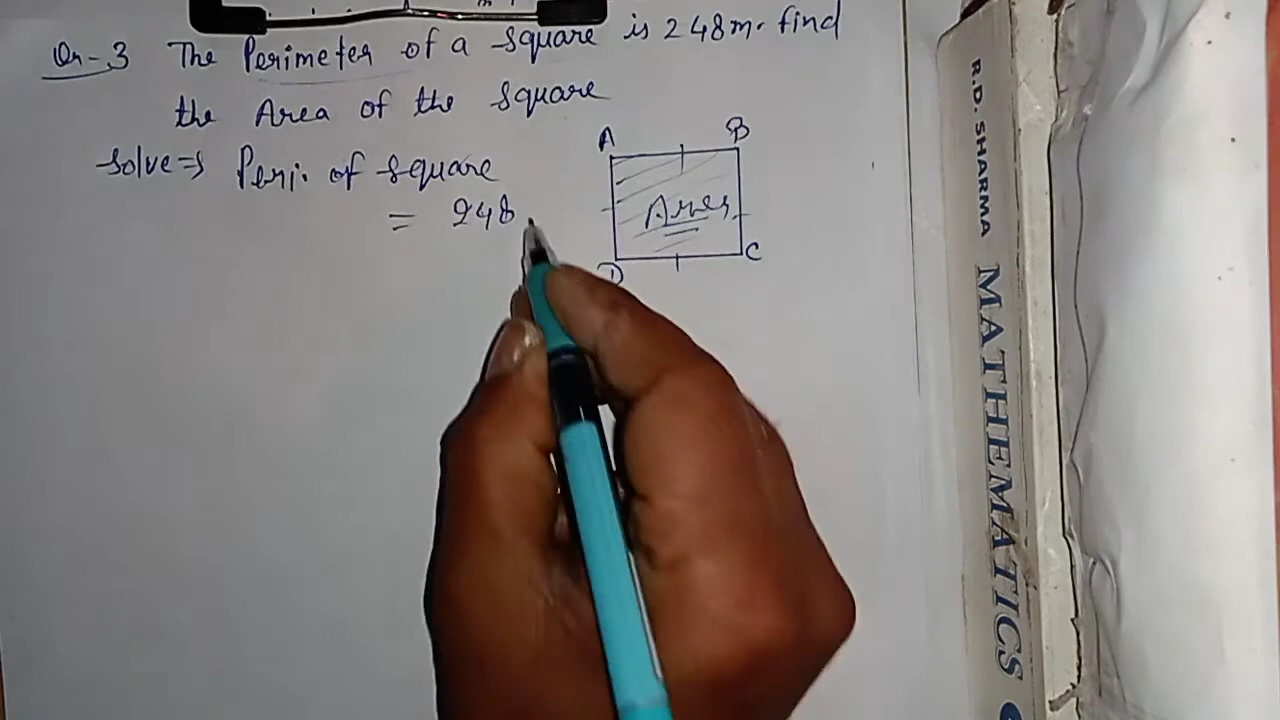 Qn-3 The Perimeter of a square is 248m. find
the Area of the square
Solve⇒ Peri. of square
= 248
A B
Area
D C
R.D. SHARMA MATHEMATICS